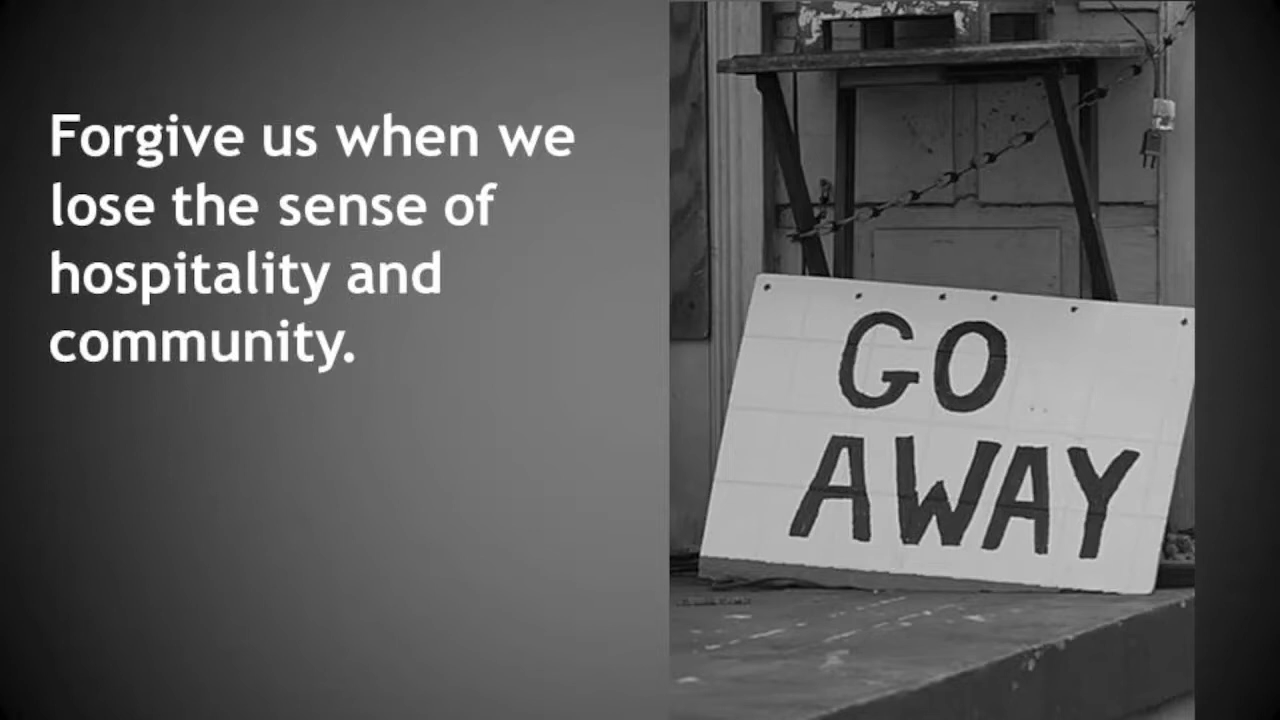 Forgive us when we
lose the sense of
hospitality and
community.
GO
AWAY